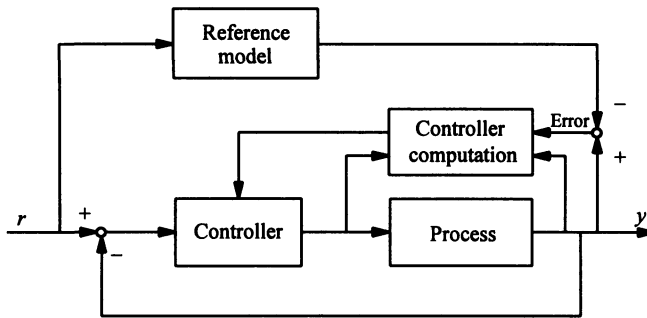 Reference
model
−
Error
Controller
computation
+
r
+
−
Controller
Process
y